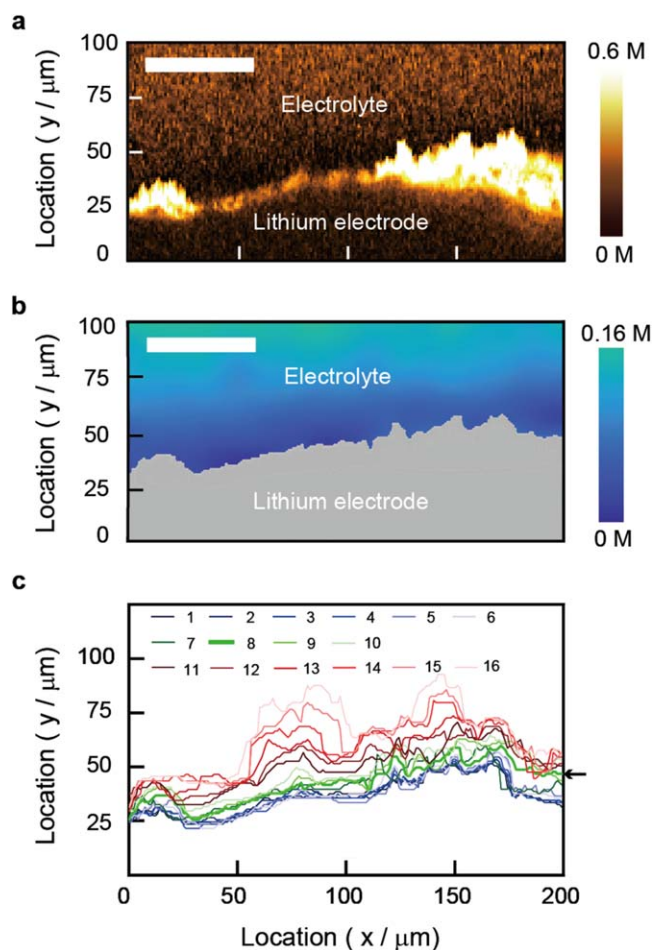 a
100
75
50
25
0
Location ( y / μm)
Electrolyte
Lithium electrode
0.6 M
0 M
b
100
75
50
25
0
Location ( y / μm)
Electrolyte
Lithium electrode
0.16 M
0 M
c
1 2 3 4 5 6
7 8 9 10
11 12 13 14 15 16
100
75
50
25
Location ( y / μm)
0 50 100 150 200
Location ( x / μm)